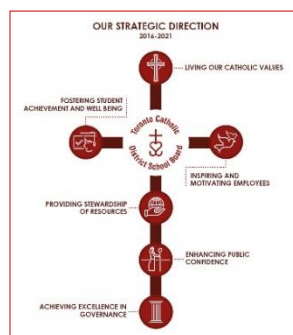 OUR STRATEGIC DIRECTION
2016-2021
LIVING OUR CATHOLIC VALUES
FOSTERING STUDENT
ACHIEVEMENT AND WELL BEING
Toronto Catholic
District School Board
INSPIRING AND
MOTIVATING EMPLOYEES
PROVIDING STEWARDSHIP
OF RESOURCES
ENHANCING PUBLIC
CONFIDENCE
ACHIEVING EXCELLENCE IN
GOVERNANCE